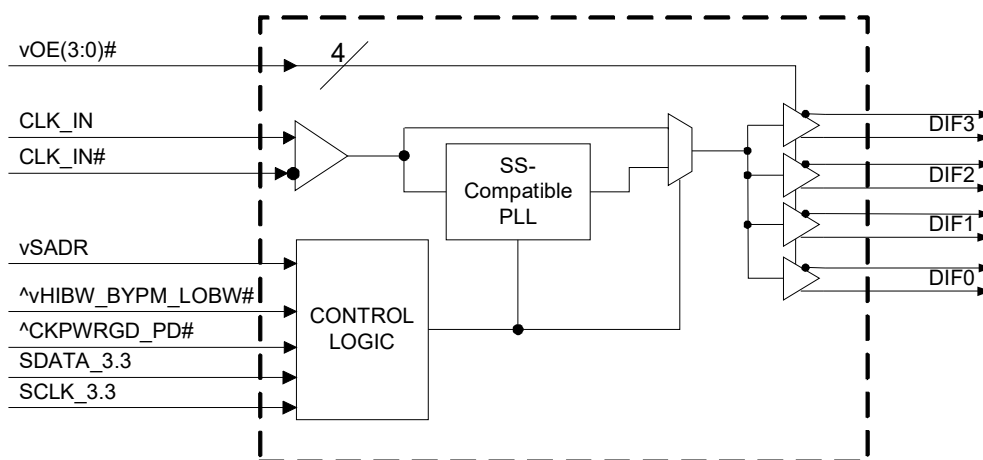 vOE(3:0)#
4
CLK_IN
CLK_IN#
DIF3
SS-
Compatible
PLL
DIF2
DIF1
vSADR
DIF0
^vHIBW_BYPM_LOBW#
CONTROL
LOGIC
^CKPWRGD_PD#
SDATA_3.3
SCLK_3.3